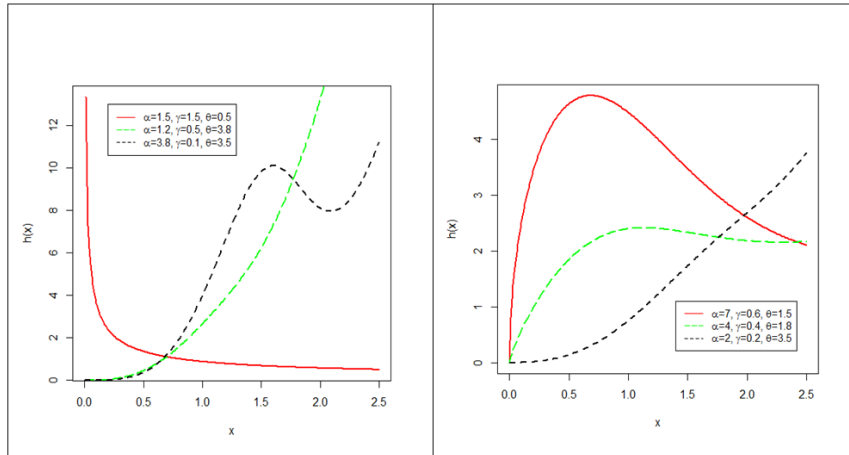 α=1.5, γ=1.5, θ=0.5
α=1.2, γ=0.5, θ=3.8
α=3.8, γ=0.1, θ=3.5
h(x)
12
10
8
6
4
2
0
0.0 0.5 1.0 1.5 2.0 2.5
x
h(x)
4
3
2
1
0
α=7, γ=0.6, θ=1.5
α=4, γ=0.4, θ=1.8
α=2, γ=0.2, θ=3.5
0.0 0.5 1.0 1.5 2.0 2.5
x